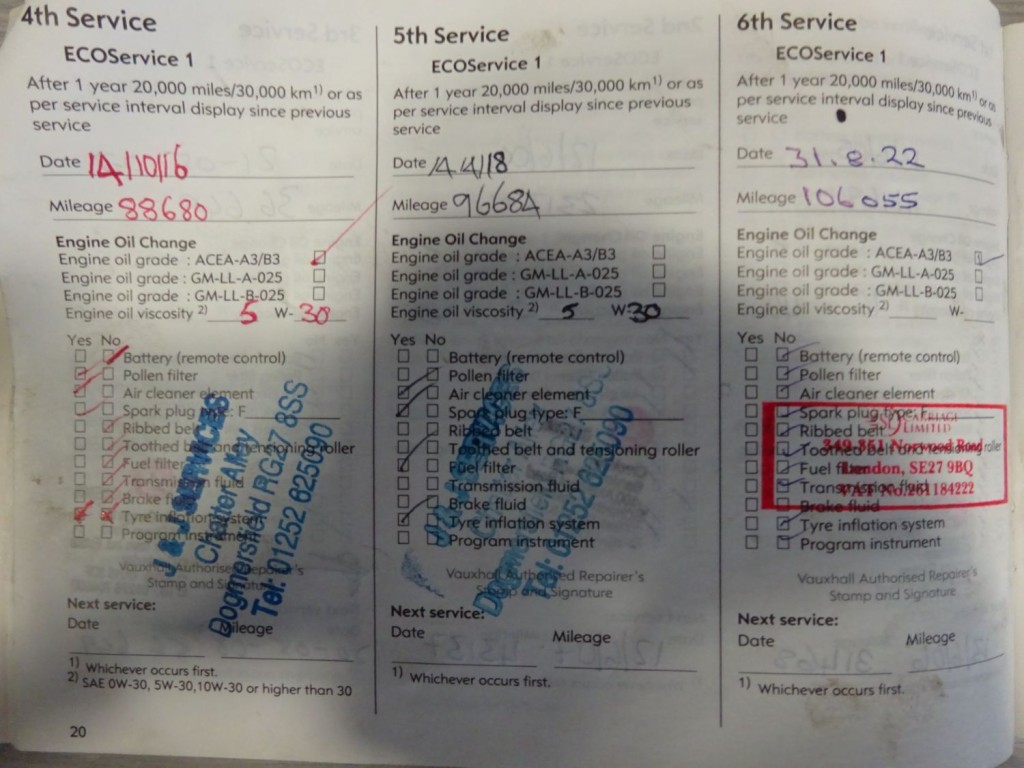 4th Service
ECOService 1
After 1 year 20,000 miles/30,000 km1) or as
per service interval display since previous
service
Date 14/10/16
Mileage 88680
Engine Oil Change
Engine oil grade : ACEA-A3/B3
Engine oil grade : GM-LL-A-025
Engine oil grade : GM-LL-B-025
Engine oil viscosity 2) 5 W- 30
Yes No
Battery (remote control)
Pollen filter
Air cleaner element
Spark plug type: F
Ribbed belt
Toothed belt and tensioning roller
Fuel filter
Transmission fluid
Brake fluid
Tyre inflation system
Program instrument
SERVICES
Chatter Alley
Dogmersfield RG27 8SS
Tel: 01252 625090
Vauxhall Authorised Repairer's
Stamp and Signature
Next service:
Date Mileage
1) Whichever occurs first.
2) SAE 0W-30, 5W-30,10W-30 or higher than 30
20
5th Service
ECOService 1
After 1 year 20,000 miles/30,000 km1) or as
per service interval display since previous
service
Date 14/18
Mileage 96684
Engine Oil Change
Engine oil grade : ACEA-A3/B3
Engine oil grade : GM-LL-A-025
Engine oil grade : GM-LL-B-025
Engine oil viscosity 2) 5 W-30
Yes No
Battery (remote control)
Pollen filter
Air cleaner element
Spark plug type: F
Ribbed belt
Toothed belt and tensioning roller
Fuel filter
Transmission fluid
Brake fluid
Tyre inflation system
Program instrument
Vauxhall Authorised Repairer's
Stamp and Signature
Next service:
Date Mileage
1) Whichever occurs first.
6th Service
ECOService 1
After 1 year 20,000 miles/30,000 km1) or as
per service interval display since previous
service
Date 31.8.22
Mileage 106055
Engine Oil Change
Engine oil grade : ACEA-A3/B3
Engine oil grade : GM-LL-A-025
Engine oil grade : GM-LL-B-025
Engine oil viscosity 2) W-
Yes No
Battery (remote control)
Pollen filter
Air cleaner element
Spark plug type: F
Ribbed belt
Toothed belt and tensioning roller
Fuel filter
Transmission fluid
Brake fluid
Tyre inflation system
Program instrument
LIMITED
349-351 Norwood Road
London, SE27 9BQ
VAT No.261184222
Vauxhall Authorised Repairer's
Stamp and Signature
Next service:
Date Mileage
1) Whichever occurs first.